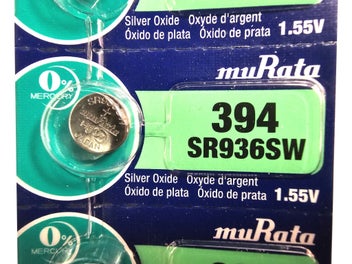 Silver Oxide Oxyde d'argent
Óxido de plata Óxido de prata 1.55V
muRata
0%
MERCURY
394
SR936SW
JAPAN
Silver Oxide Oxyde d'argent
Óxido de plata Óxido de prata 1.55V
muRata
0%
MERCURY